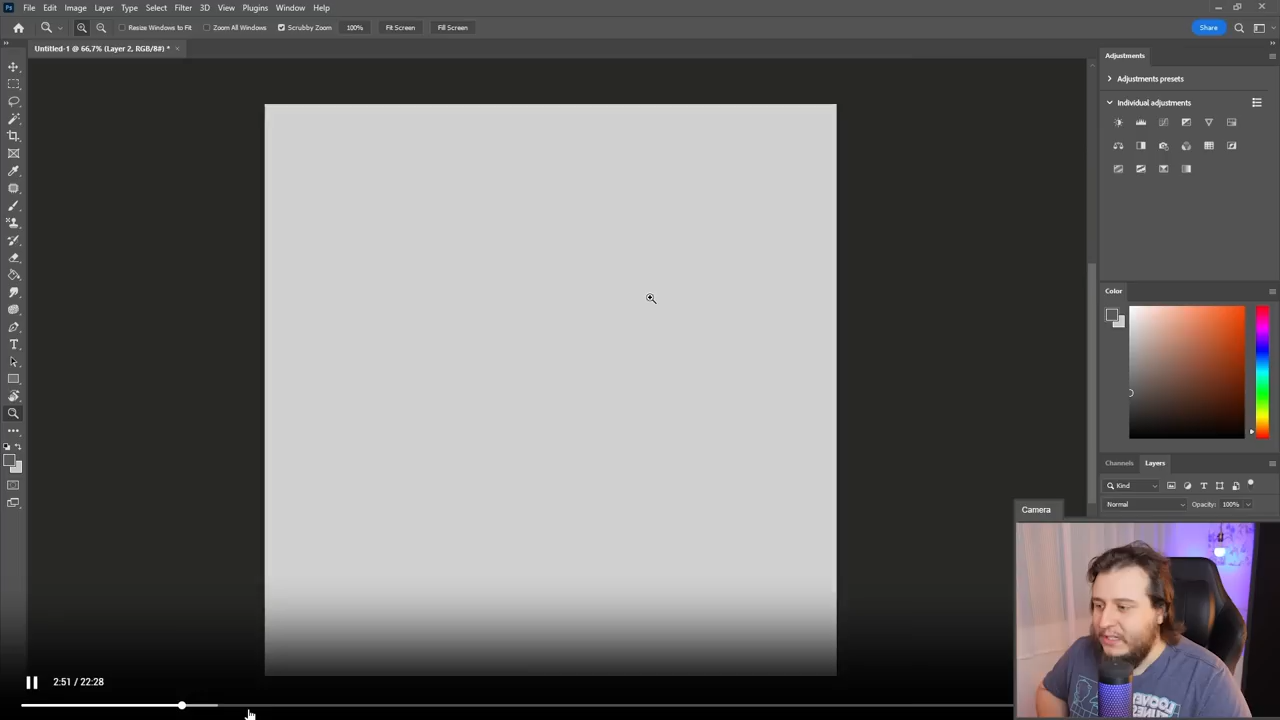 Ps File Edit Image Layer Type Select Filter 3D View Plugins Window Help
Resize Windows to Fit Zoom All Windows Scrubby Zoom 100% Fit Screen Fill Screen Share
Untitled-1 @ 66,7% (Layer 2, RGB/8#) * ×
Adjustments
Adjustments presets
Individual adjustments
Color
Channels Layers
Kind
Normal Opacity: 100%
Camera
2:51 / 22:28